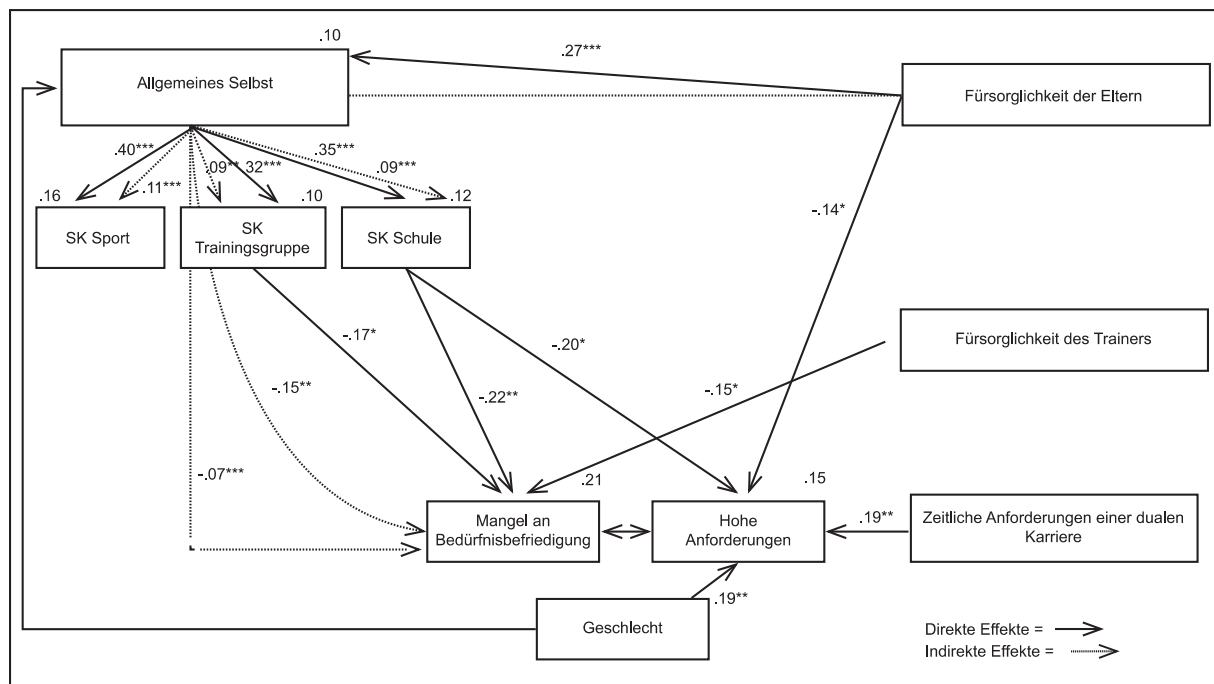 .10
.27***
Allgemeines Selbst
Fürsorglichkeit der Eltern
.40***
.11***
.09**
.32***
.35***
.09***
.16
.10
.12
SK Sport
SK
Trainingsgruppe
SK Schule
-.14*
-.17*
-.20*
Fürsorglichkeit des Trainers
-.15**
-.22**
-.15*
-.07***
.21
.15
Mangel an
Bedürfnisbefriedigung
Hohe
Anforderungen
.19**
Zeitliche Anforderungen einer dualen
Karriere
.19**
Geschlecht
Direkte Effekte =
Indirekte Effekte =